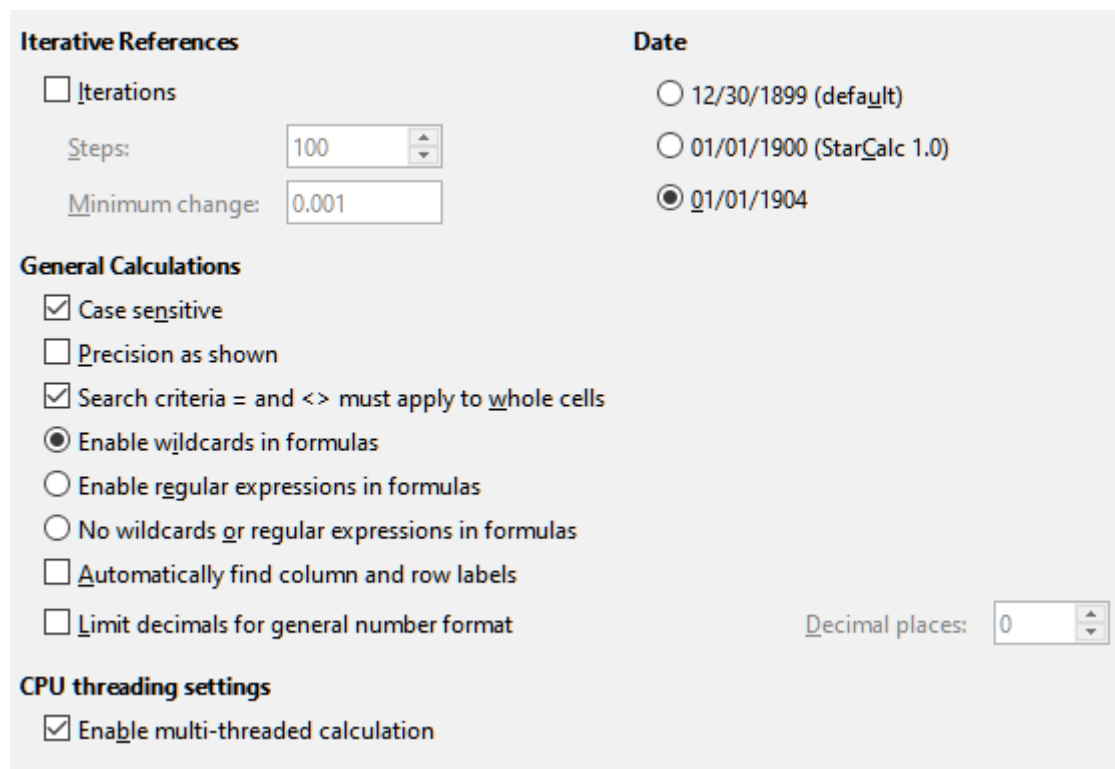 Iterative References
Iterations
Steps: 100
Minimum change: 0.001
Date
12/30/1899 (default)
01/01/1900 (StarCalc 1.0)
01/01/1904
General Calculations
Case sensitive
Precision as shown
Search criteria = and <> must apply to whole cells
Enable wildcards in formulas
Enable regular expressions in formulas
No wildcards or regular expressions in formulas
Automatically find column and row labels
Limit decimals for general number format
Decimal places: 0
CPU threading settings
Enable multi-threaded calculation